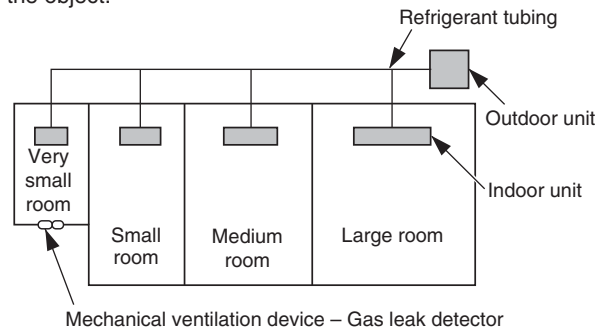 the object.
Refrigerant tubing
Outdoor unit
Indoor unit
Very
small
room
Small
room
Medium
room
Large room
Mechanical ventilation device – Gas leak detector